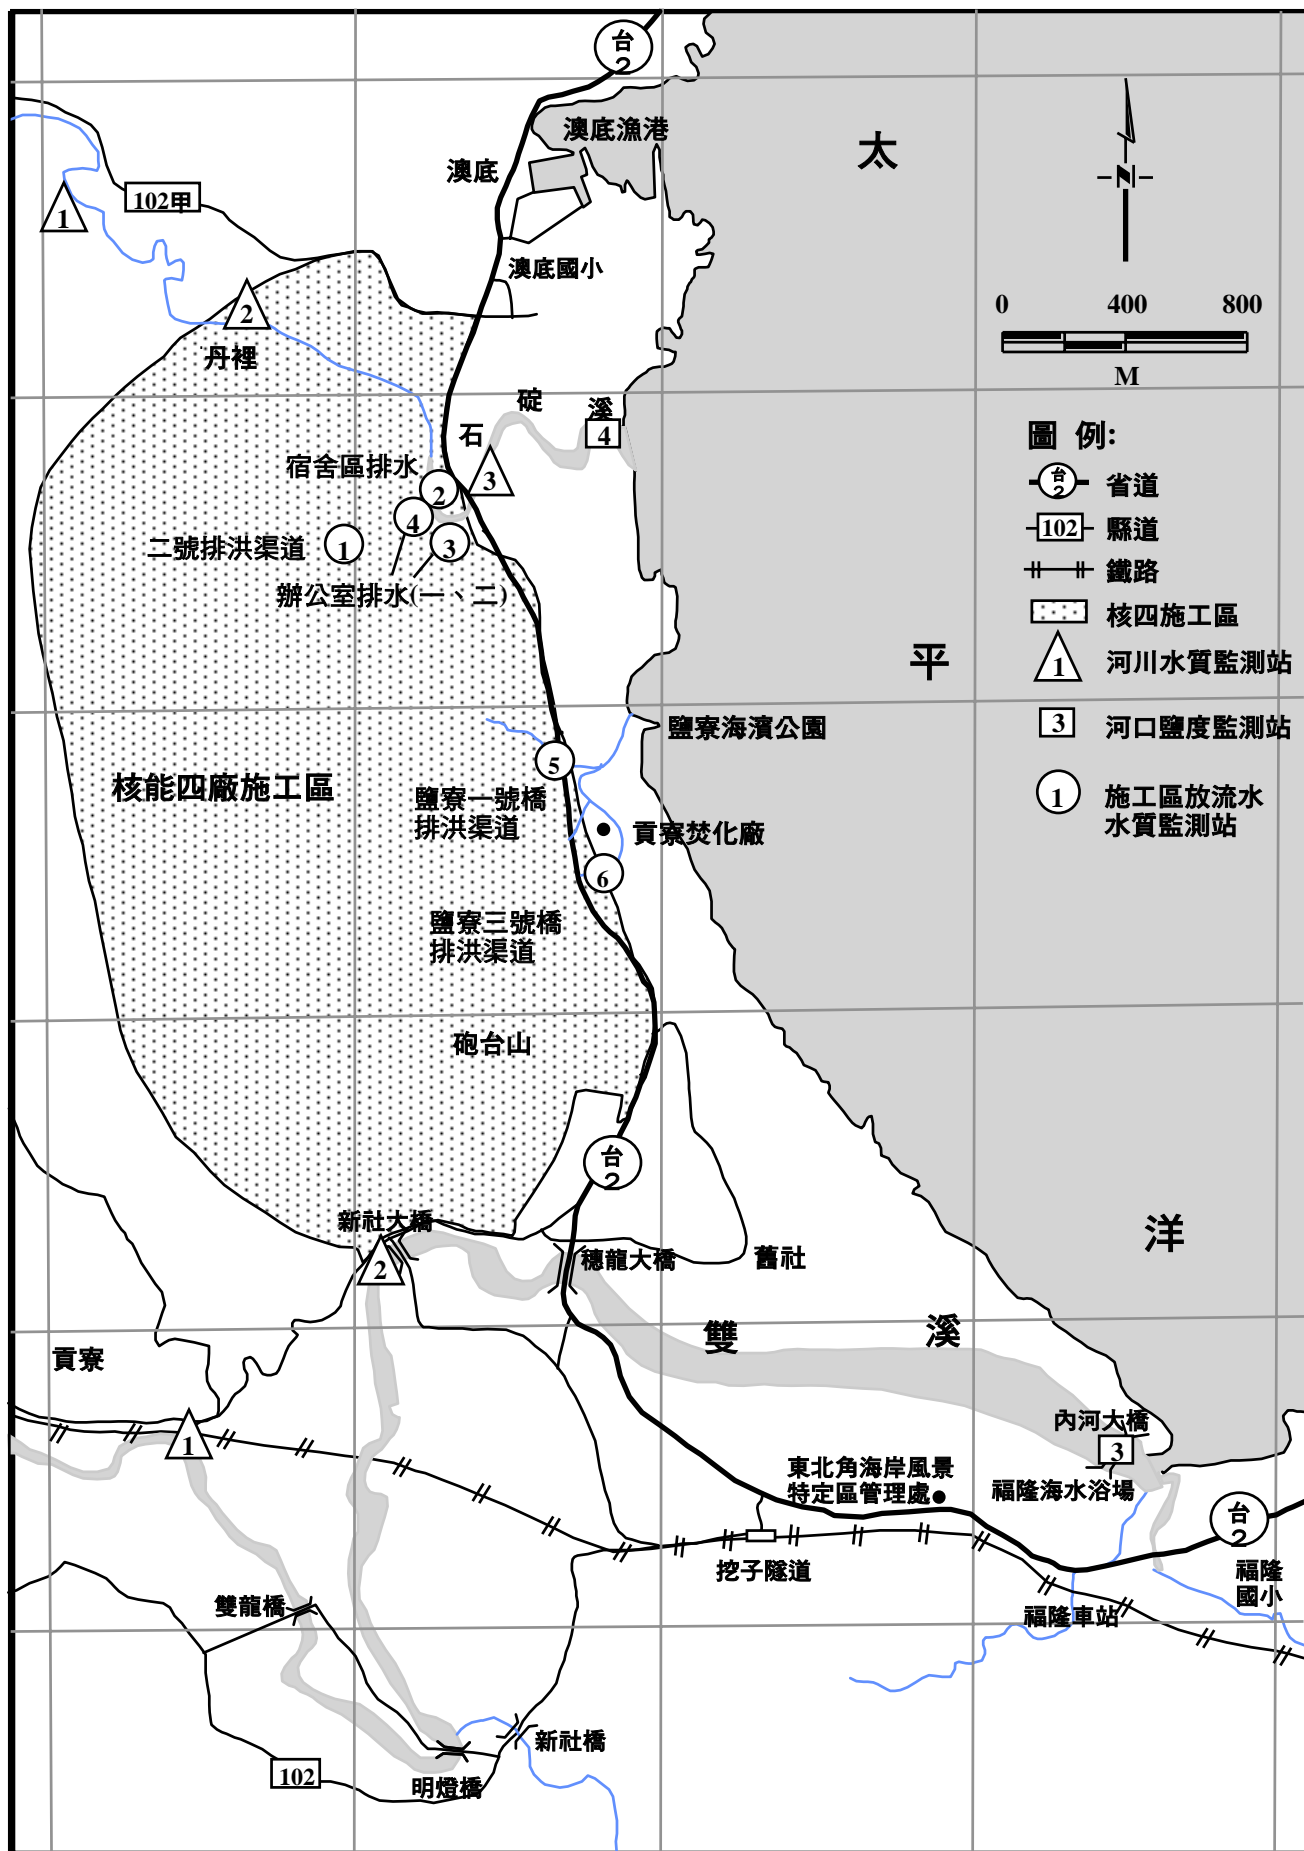 台
2
澳底漁港
太
澳底
102甲
1
澳底國小
0 400 800
M
2
丹裡
碇
溪
石
4
圖 例:
宿舍區排水
3
台
2
省道
2
4
102
縣道
二號排洪渠道
1
3
鐵路
辦公室排水(一、二)
核四施工區
平
1
河川水質監測站
鹽寮海濱公園
3
河口鹽度監測站
5
核能四廠施工區
鹽寮一號橋
排洪渠道
1
施工區放流水
水質監測站
貢寮焚化廠
6
鹽寮三號橋
排洪渠道
砲台山
台
2
新社大橋
洋
2
穗龍大橋
舊社
雙
溪
貢寮
1
內河大橋
3
東北角海岸風景
特定區管理處
福隆海水浴場
台
2
挖子隧道
福隆
國小
雙龍橋
福隆車站
新社橋
102
明燈橋
N